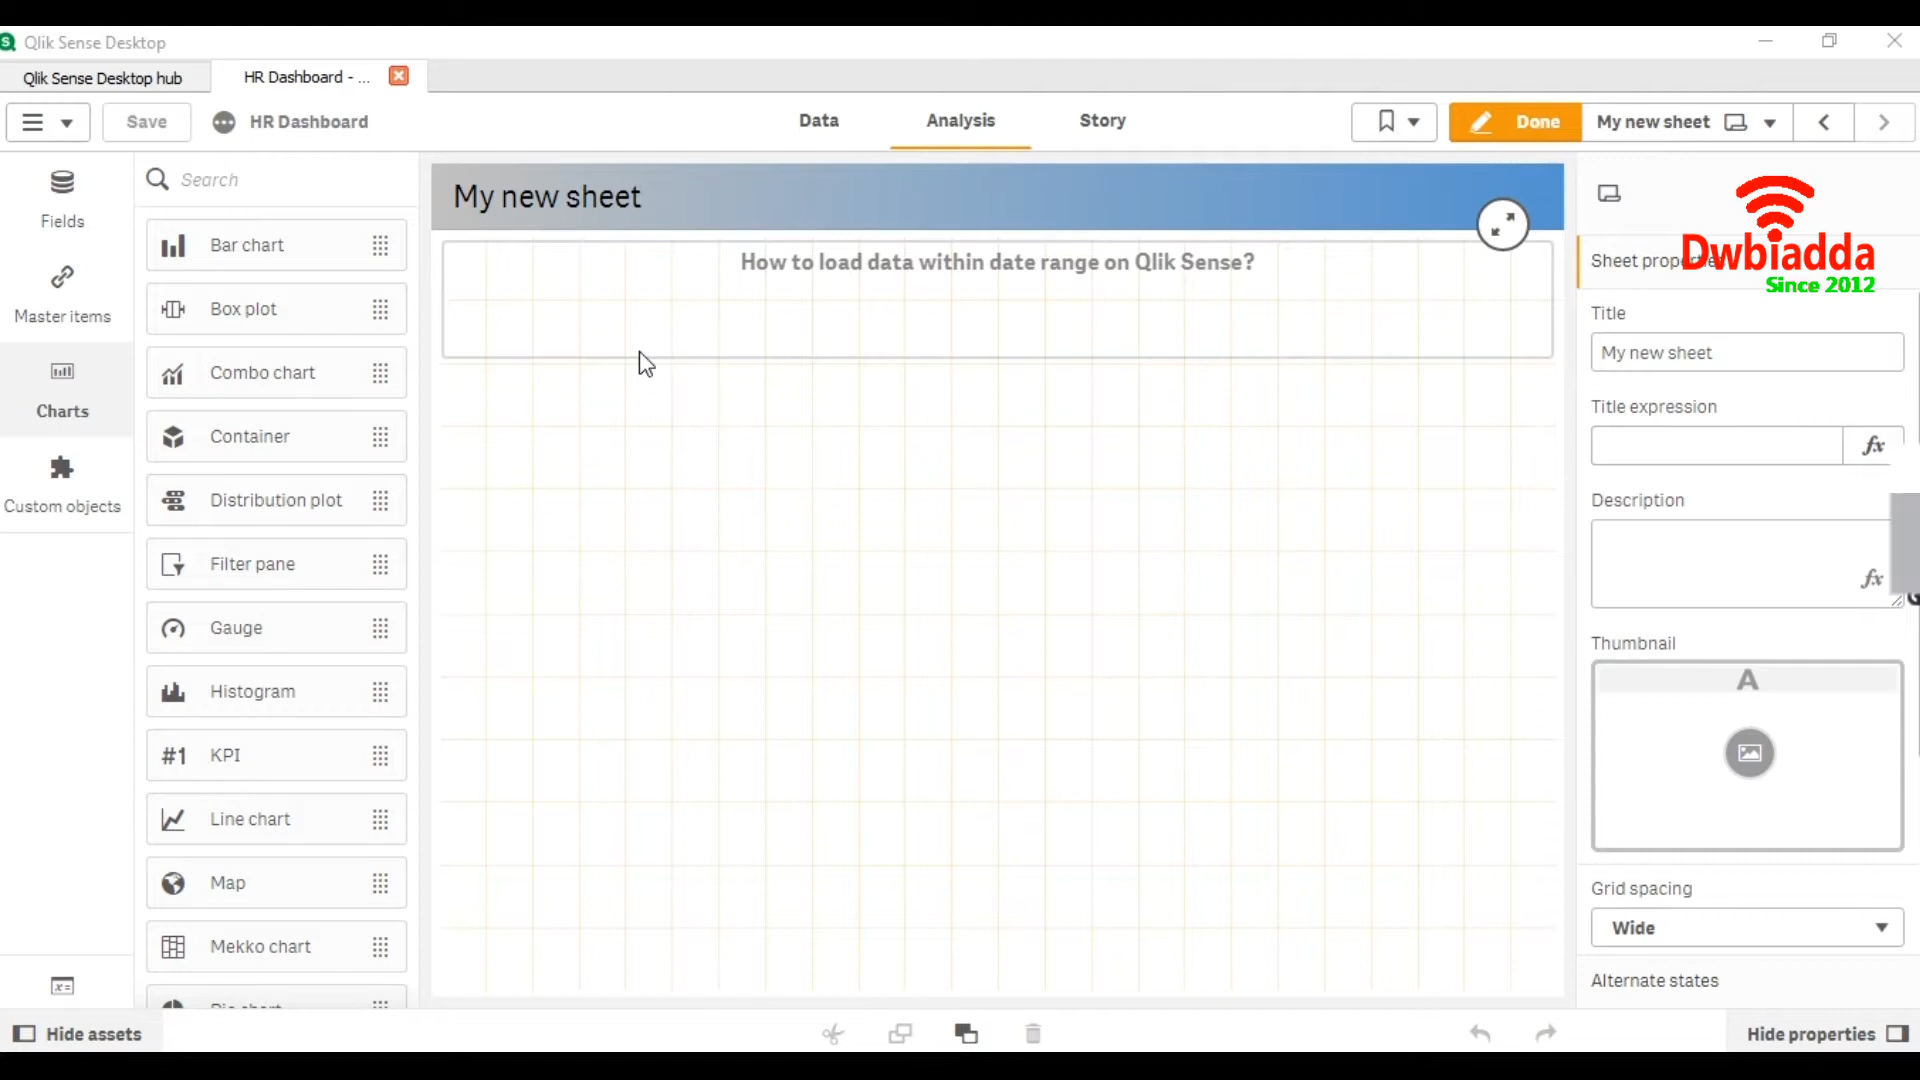 Qlik Sense Desktop
Qlik Sense Desktop hub
HR Dashboard - ...
Save
HR Dashboard
Data
Analysis
Story
Done
My new sheet
Fields
Master items
Charts
Custom objects
Search
Bar chart
Box plot
Combo chart
Container
Distribution plot
Filter pane
Gauge
Histogram
#1 KPI
Line chart
Map
Mekko chart
My new sheet
How to load data within date range on Qlik Sense?
Dwbiadda
Since 2012
Sheet
Title
My new sheet
Title expression
fx
Description
fx
Thumbnail
A
Grid spacing
Wide
Alternate states
x=
Hide assets
Hide properties